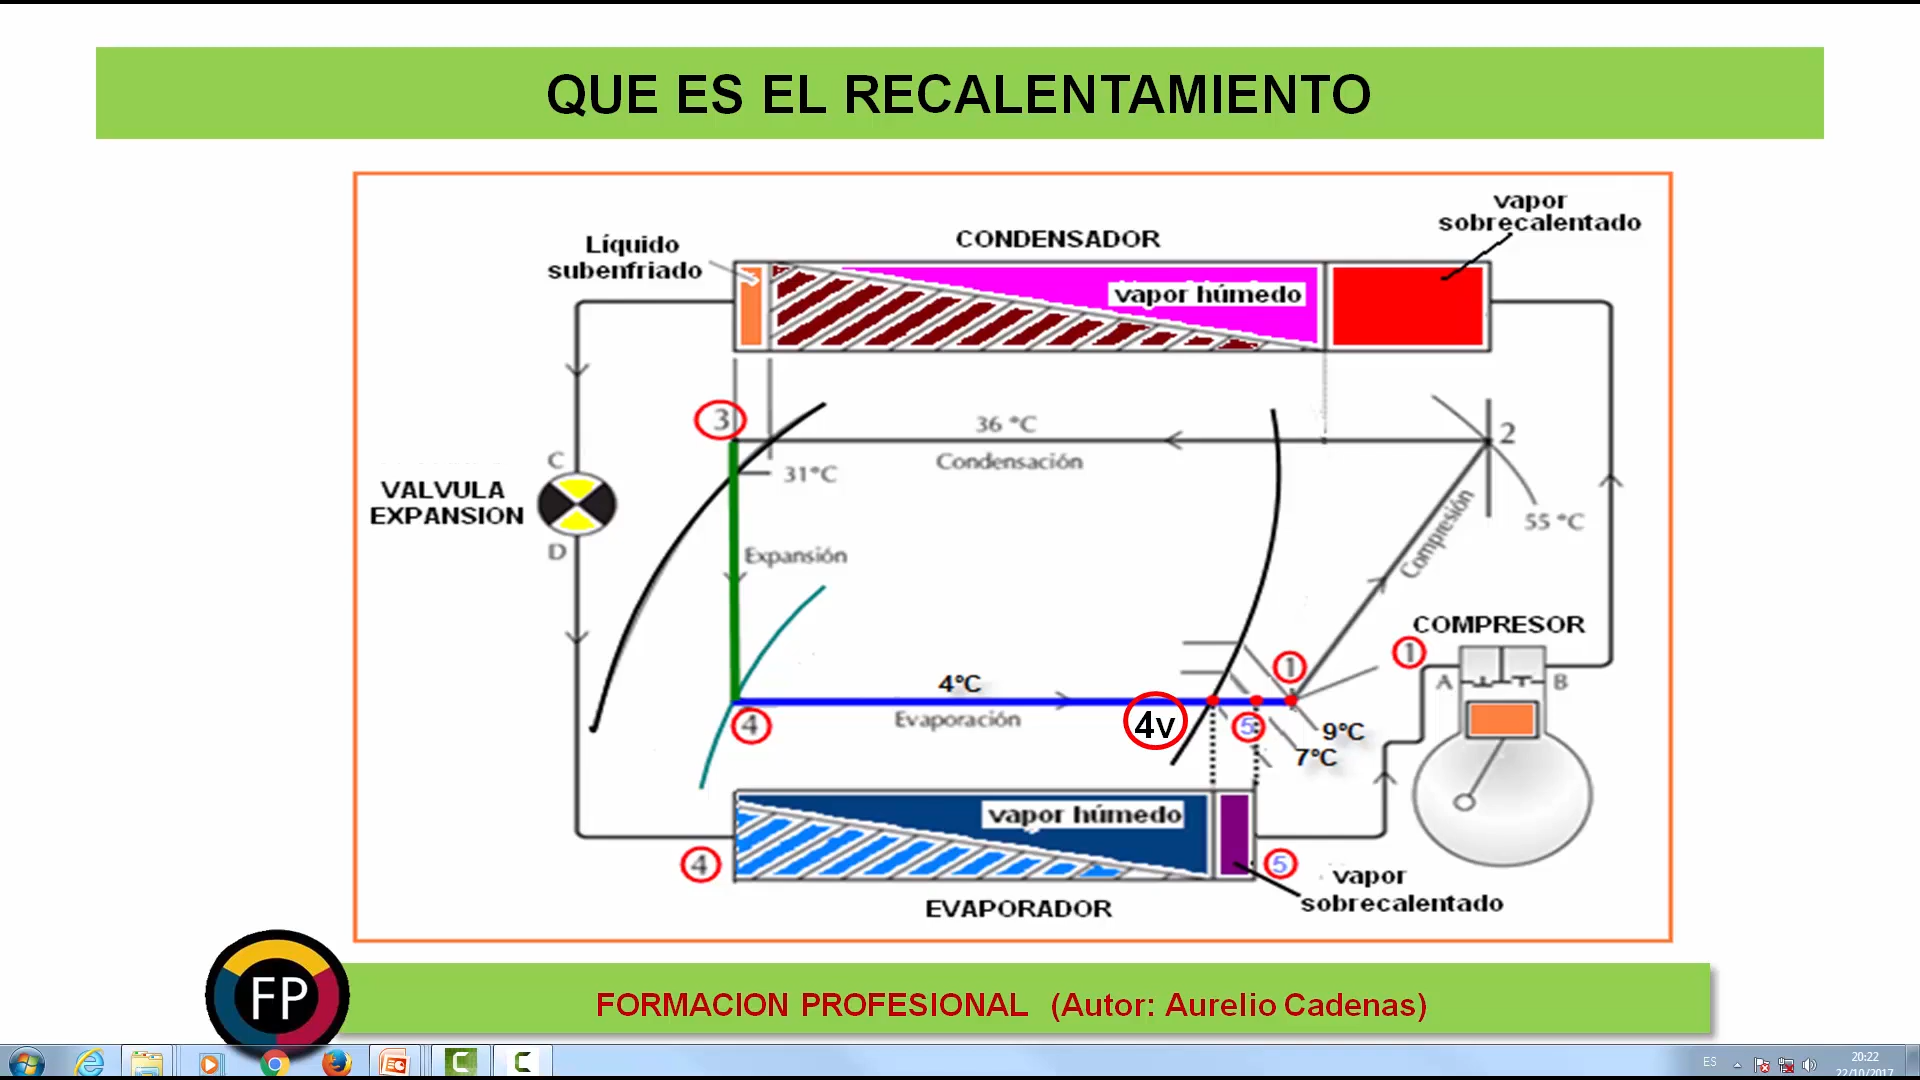 QUE ES EL RECALENTAMIENTO
vapor
sobrecalentado
CONDENSADOR
Líquido
subenfriado
vapor húmedo
3
36 °C
2
Condensación
C
31°C
VALVULA
EXPANSION
55 °C
Compresión
D
Expansión
COMPRESOR
1
1
4°C
A
B
4
Evaporación
4v
5
9°C
7°C
vapor húmedo
4
5
vapor
sobrecalentado
EVAPORADOR
FP
FORMACION PROFESIONAL (Autor: Aurelio Cadenas)
ES
20:22
22/10/2017